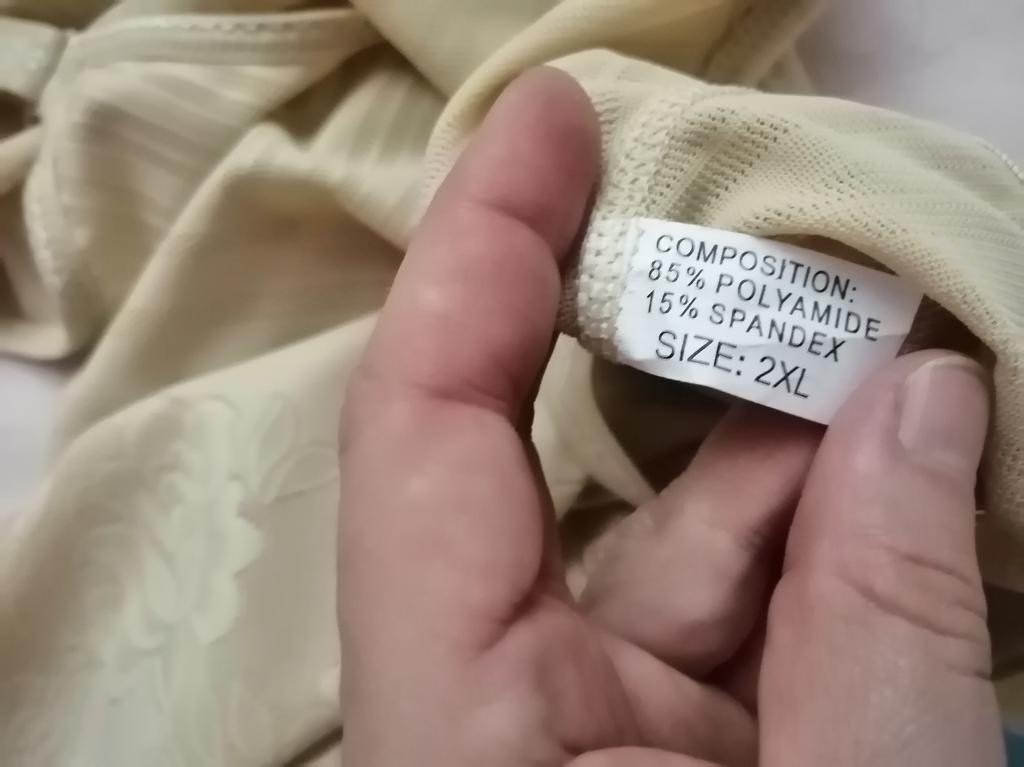 COMPOSITION:
85% POLYAMIDE
15% SPANDEX
SIZE: 2XL